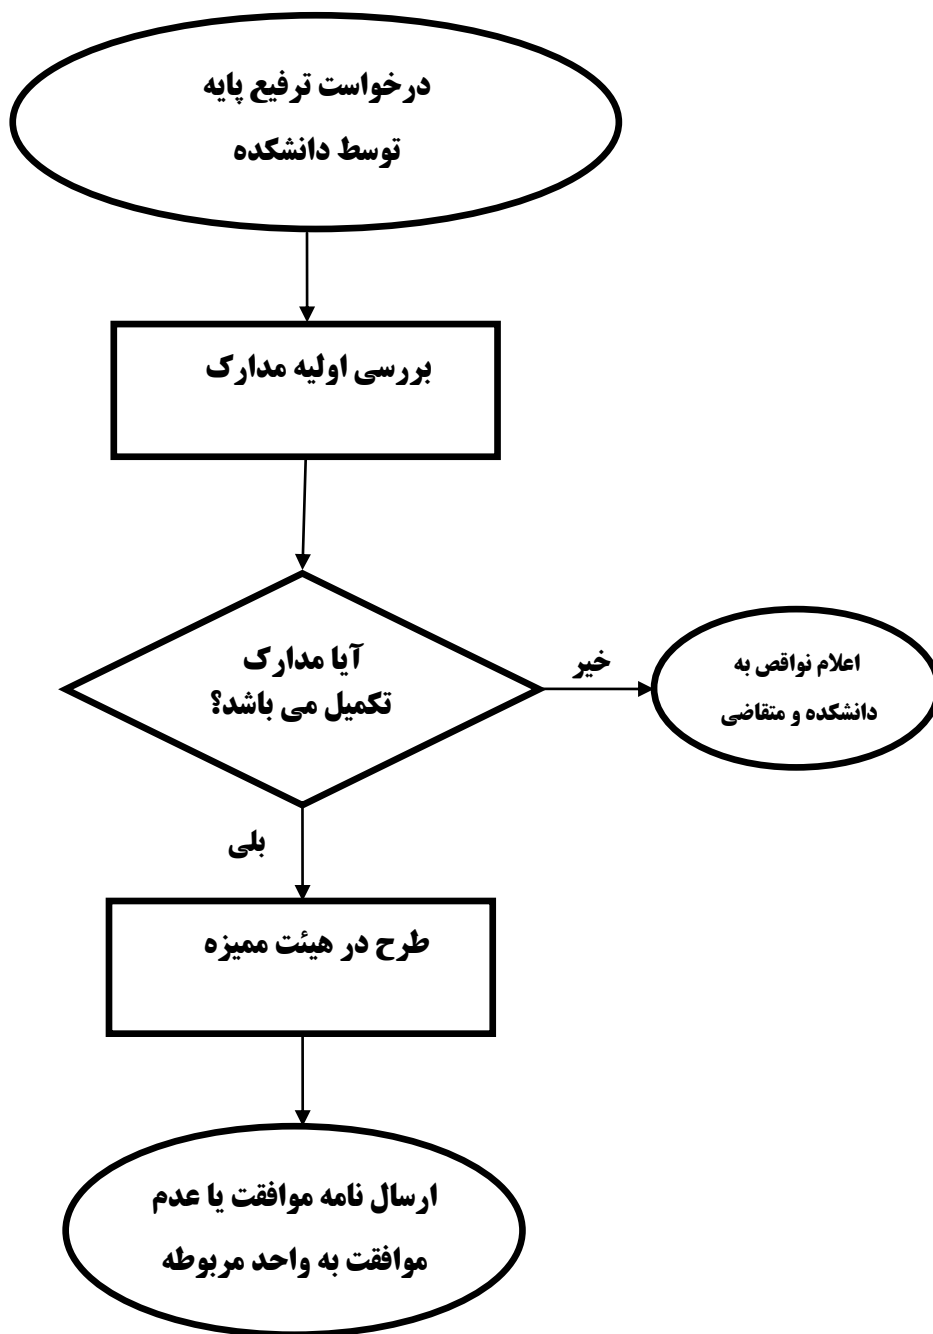 درخواست ترفیع پایه
توسط دانشکده
بررسی اولیه مدارک
آیا مدارک
تکمیل می باشد؟
خیر
اعلام نواقص به
دانشکده و متقاضی
بلی
طرح در هیئت ممیزه
ارسال نامه موافقت یا عدم
موافقت به واحد مربوطه